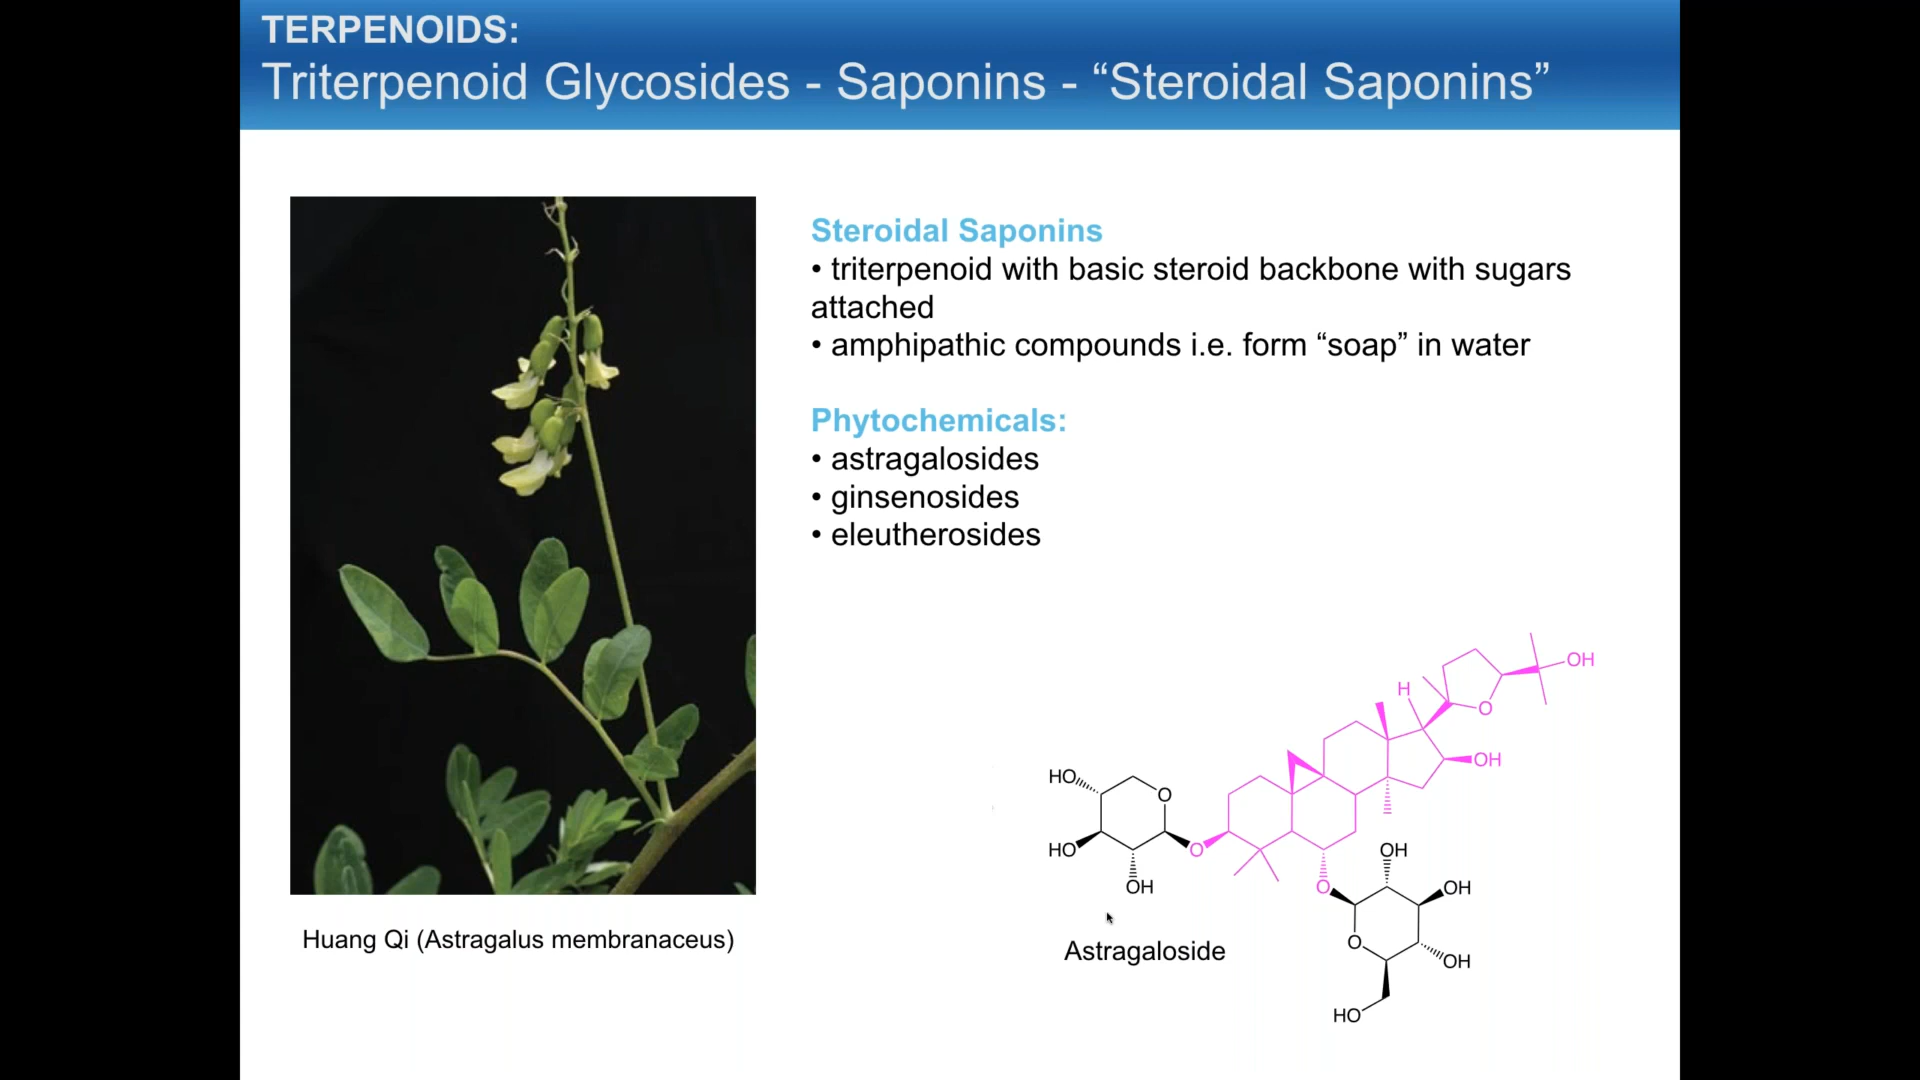 TERPENOIDS:
Triterpenoid Glycosides - Saponins - “Steroidal Saponins”
Steroidal Saponins
• triterpenoid with basic steroid backbone with sugars
attached
• amphipathic compounds i.e. form “soap” in water
Phytochemicals:
• astragalosides
• ginsenosides
• eleutherosides
OH
H
O
OH
HO
O
HO
O
OH
OH
O
OH
O
OH
HO
Huang Qi (Astragalus membranaceus)
Astragaloside